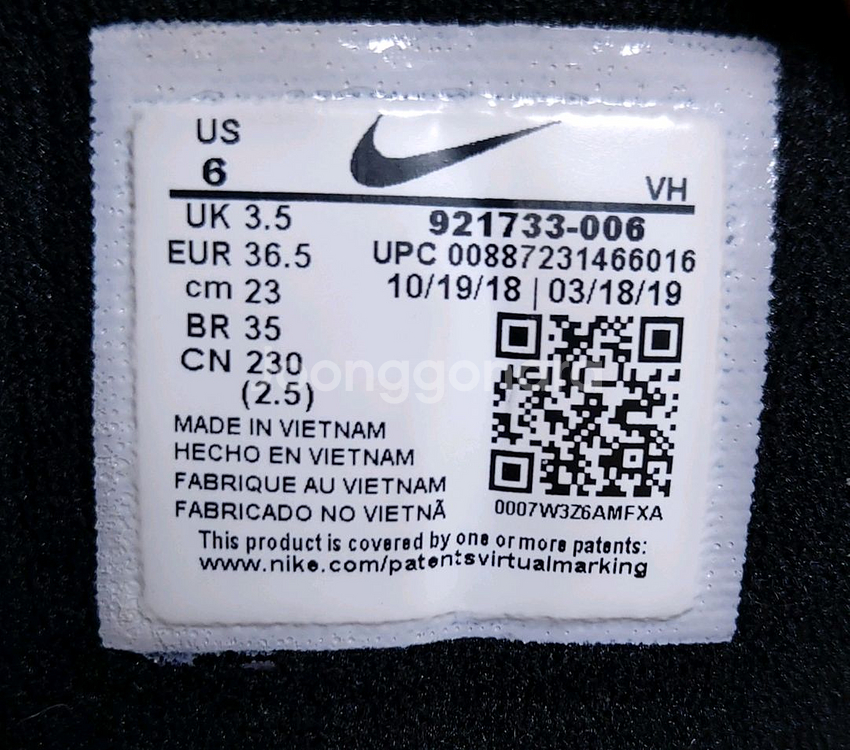 US
6
VH
UK 3.5
EUR 36.5
cm 23
BR 35
CN 230
(2.5)
921733-006
UPC 00887231466016
10/19/18 | 03/18/19
MADE IN VIETNAM
HECHO EN VIETNAM
FABRIQUE AU VIETNAM
FABRICADO NO VIETNÃ
0007W3Z6AMFXA
This product is covered by one or more patents:
www.nike.com/patentsvirtualmarking